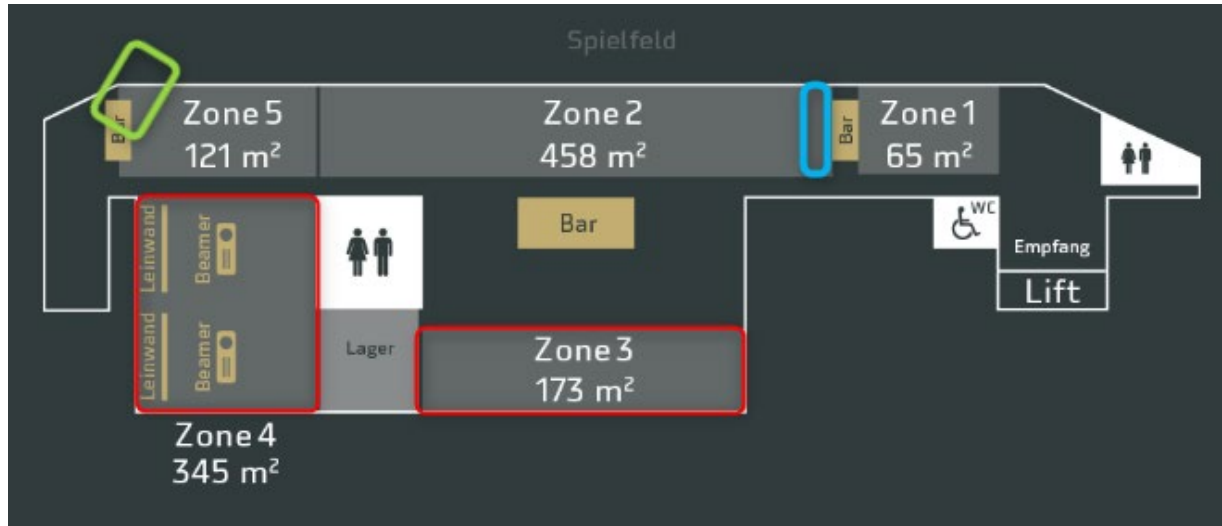 Spielfeld
Zone 5
121 m²
Bar
Zone 2
458 m²
Bar
Zone 1
65 m²
Leinwand
Beamer
Bar
WC
Empfang
Lift
Leinwand
Beamer
Lager
Zone 3
173 m²
Zone 4
345 m²